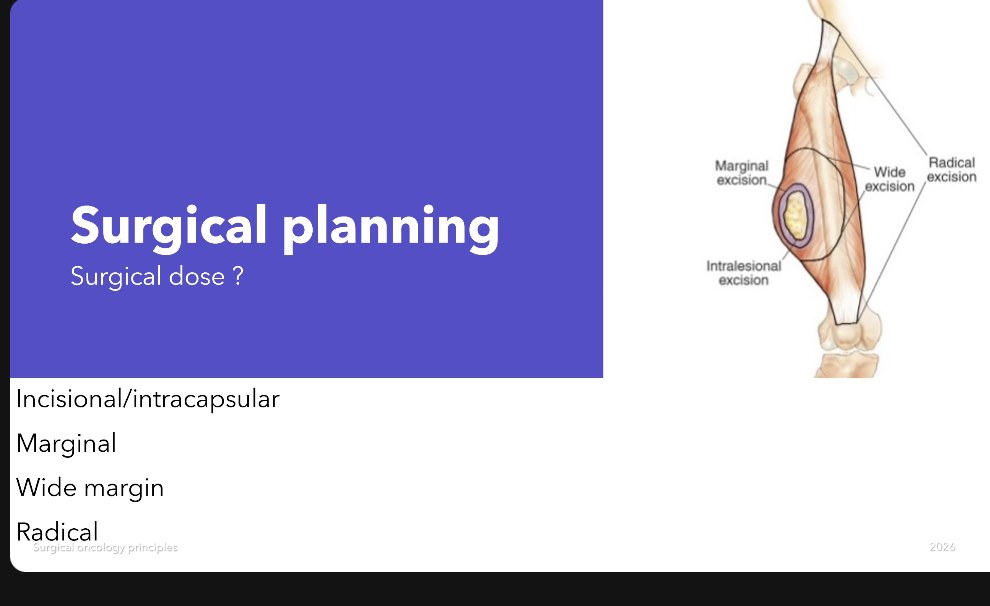 Surgical planning
Surgical dose ?
Marginal
excision
Wide
excision
Radical
excision
Intralesional
excision
Incisional/intracapsular
Marginal
Wide margin
Radical
Surgical oncology principles
2026